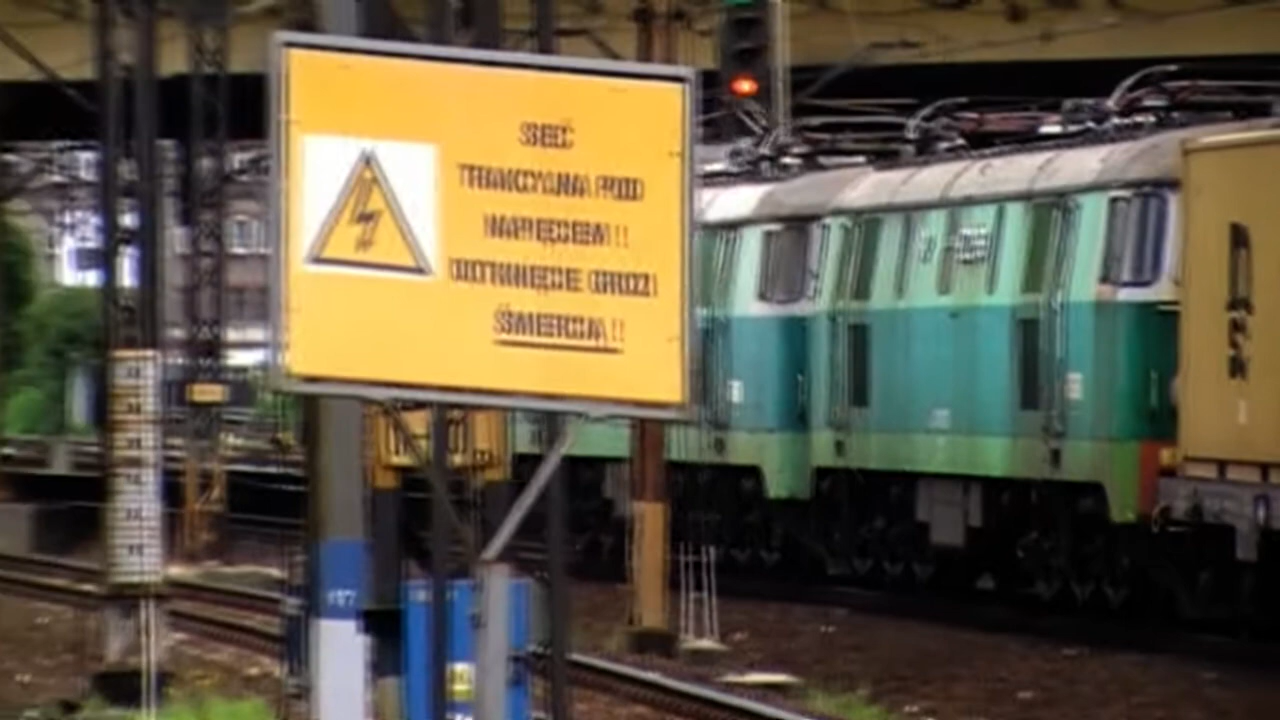 SIEĆ
TRAKCYJNA POD
NAPIĘCIEM !!
DOTKNIĘCIE GROZI
ŚMIERCIĄ !!